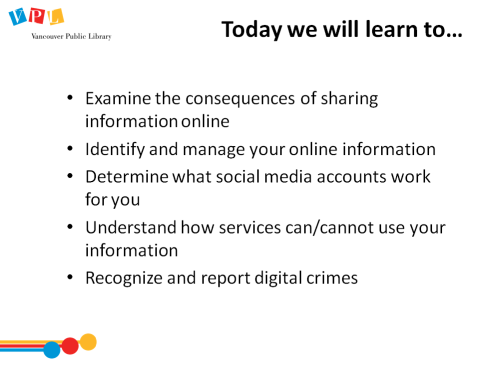 VPL
Vancouver Public Library
Today we will learn to...
• Examine the consequences of sharing
information online
• Identify and manage your online information
• Determine what social media accounts work
for you
• Understand how services can/cannot use your
information
• Recognize and report digital crimes